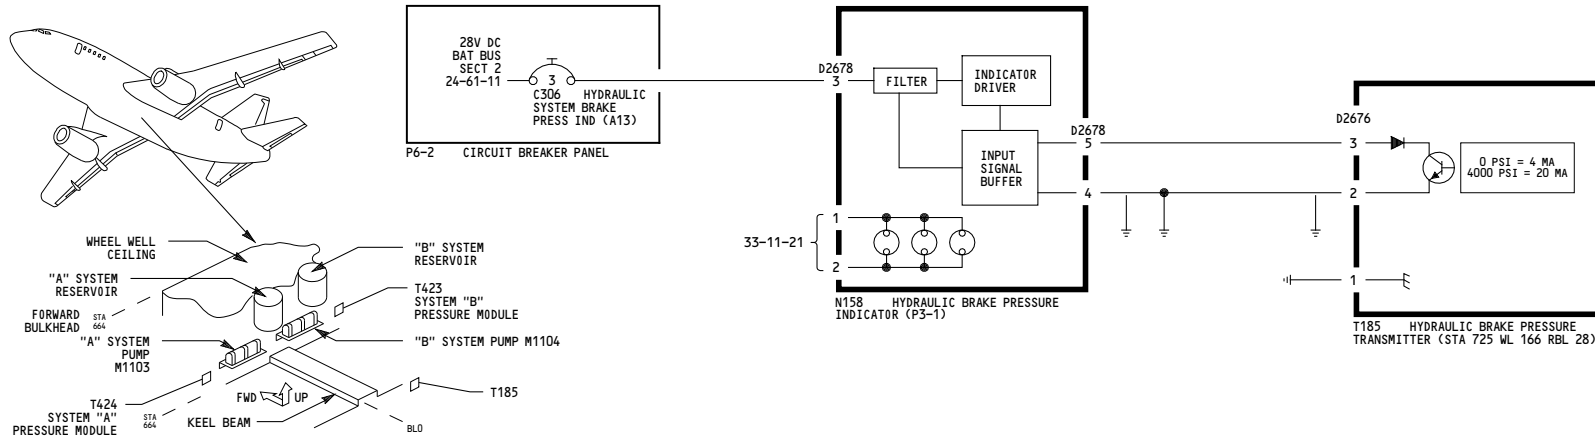 28V DC
BAT BUS
SECT 2
24-61-11
3
C306 HYDRAULIC
SYSTEM BRAKE
PRESS IND (A13)
P6-2 CIRCUIT BREAKER PANEL
D2678
3
FILTER
INDICATOR
DRIVER
INPUT
SIGNAL
BUFFER
D2678
5
4
33-11-21
1
2
N158 HYDRAULIC BRAKE PRESSURE
INDICATOR (P3-1)
D2676
3
2
1
0 PSI = 4 MA
4000 PSI = 20 MA
T185 HYDRAULIC BRAKE PRESSURE
TRANSMITTER (STA 725 WL 166 RBL 28)
WHEEL WELL
CEILING
"A" SYSTEM
RESERVOIR
FORWARD
BULKHEAD
STA
664
"A" SYSTEM
PUMP
M1103
T424
SYSTEM "A"
PRESSURE MODULE
STA
664
"B" SYSTEM
RESERVOIR
T423
SYSTEM "B"
PRESSURE MODULE
"B" SYSTEM PUMP M1104
T185
FWD
UP
KEEL BEAM
BL0